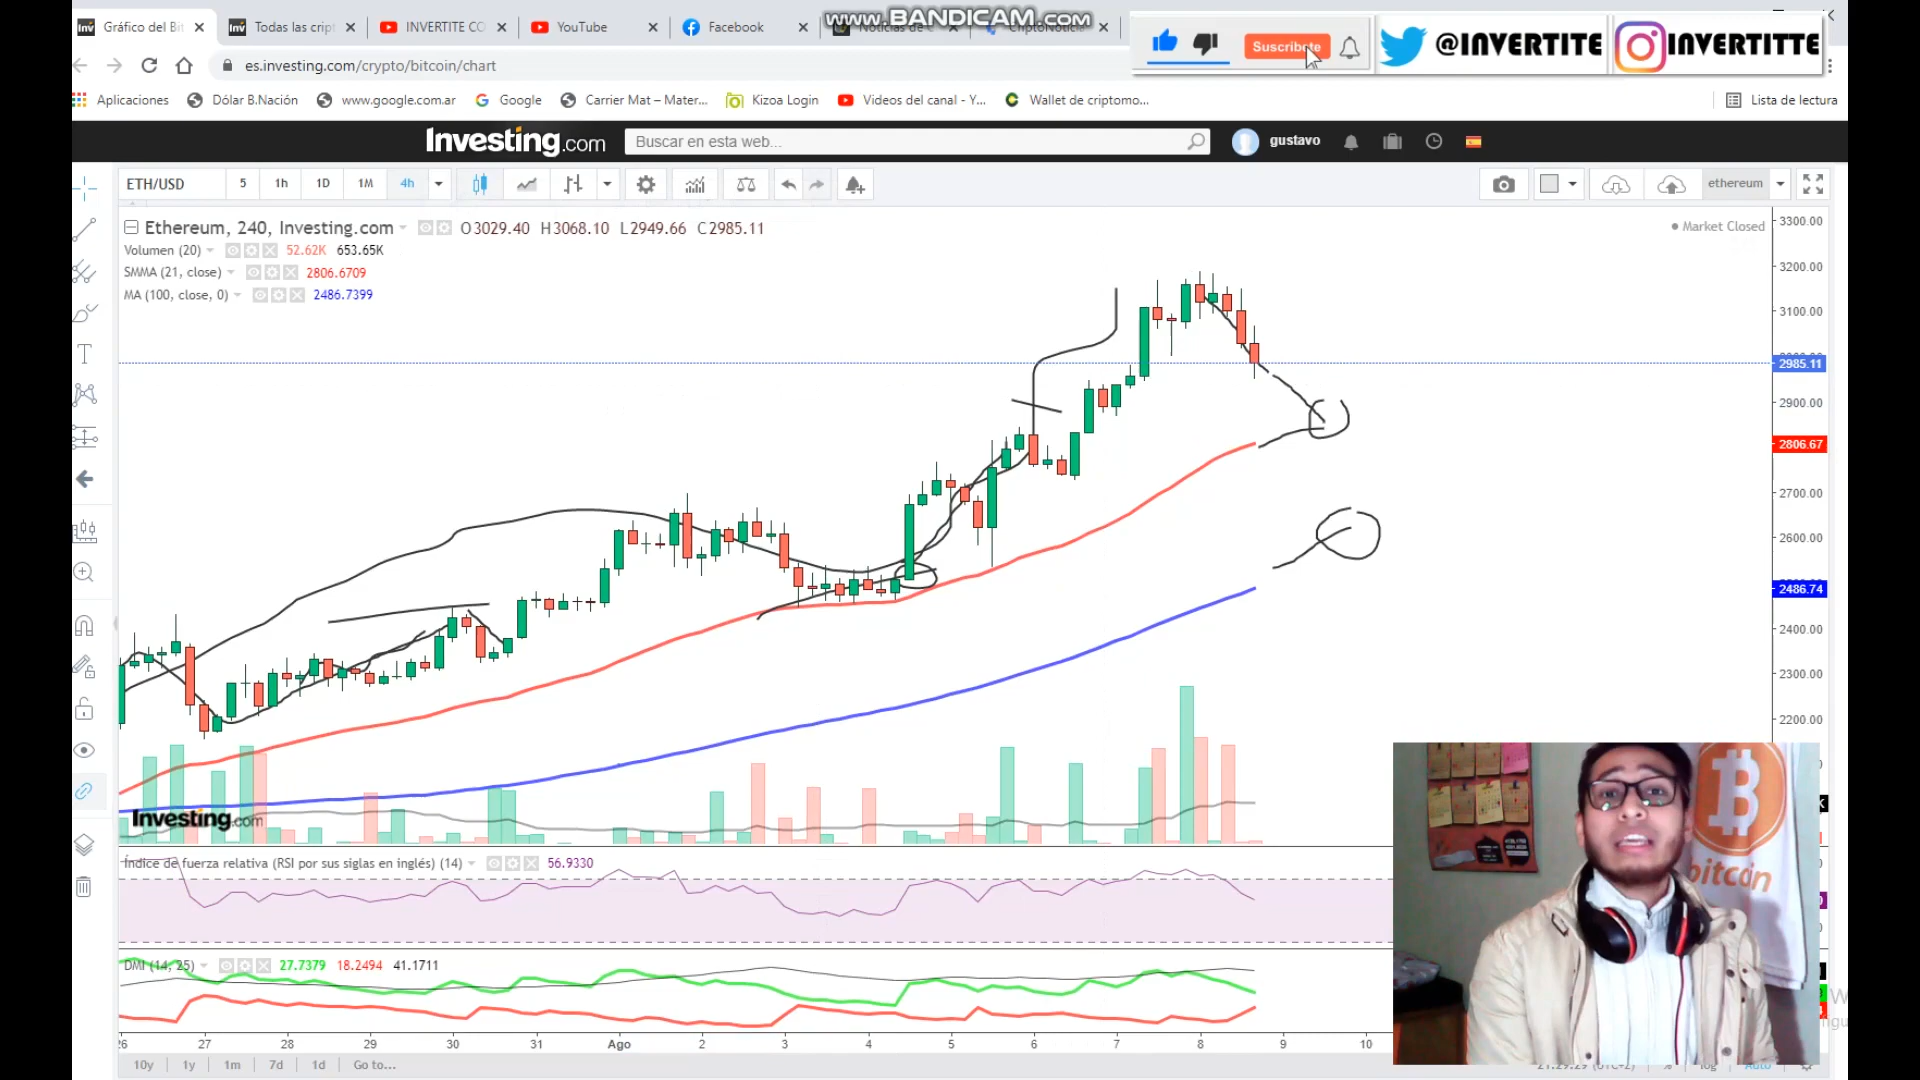 Gráfico del Bit
Todas las cript
INVERTITE CO
YouTube
Facebook
Noticias de C
CriptoNotici
www.BANDICAM.com
Suscribete
@INVERTITE
INVERTITTE
es.investing.com/crypto/bitcoin/chart
Aplicaciones
Dólar B.Nación
www.google.com.ar
Google
Carrier Mat – Mater...
Kizoa Login
Videos del canal - Y...
Wallet de criptomo...
Lista de lectura
Investing.com
Buscar en esta web...
gustavo
ETH/USD
5
1h
1D
1M
4h
ethereum
Ethereum, 240, Investing.com
O3029.40 H3068.10 L2949.66 C2985.11
Market Closed
Volumen (20)
52.62K 653.65K
SMMA (21, close)
2806.6709
MA (100, close, 0)
2486.7399
3300.00
3200.00
3100.00
2985.11
2900.00
2806.67
2700.00
2600.00
2486.74
2400.00
2300.00
2200.00
Investing.com
bitcoin
Índice de fuerza relativa (RSI por sus siglas en inglés) (14)
56.9330
DMI (14, 25)
27.7379 18.2494 41.1711
26 27 28 29 30 31 Ago 2 3 4 5 6 7 8 9 10
10y 1y 1m 7d 1d Go to...